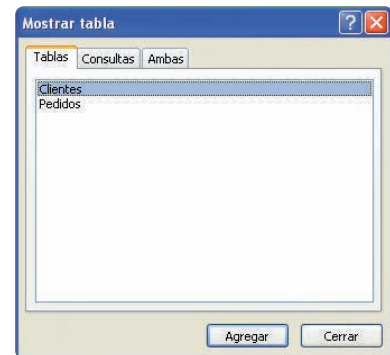 Mostrar tabla
Tablas Consultas Ambas
Clientes
Pedidos
Agregar Cerrar